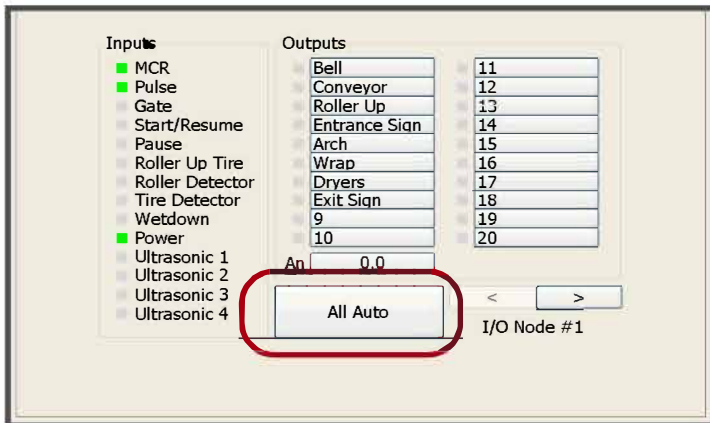 Inputs
MCR
Pulse
Gate
Start/Resume
Pause
Roller Up Tire
Roller Detector
Tire Detector
Wetdown
Power
Ultrasonic 1
Ultrasonic 2
Ultrasonic 3
Ultrasonic 4
Outputs
Bell
Conveyor
Roller Up
Entrance Sign
Arch
Wrap
Dryers
Exit Sign
9
10
11
12
13
14
15
16
17
18
19
20
An 0.0
All Auto
< >
I/O Node #1